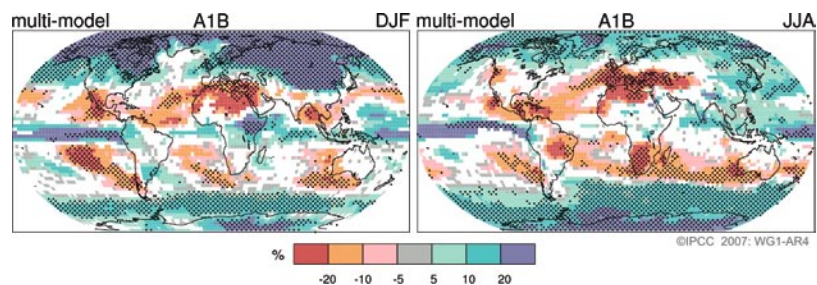 multi-model A1B DJF
multi-model A1B JJA
©IPCC 2007: WG1-AR4
%
-20 -10 -5 5 10 20